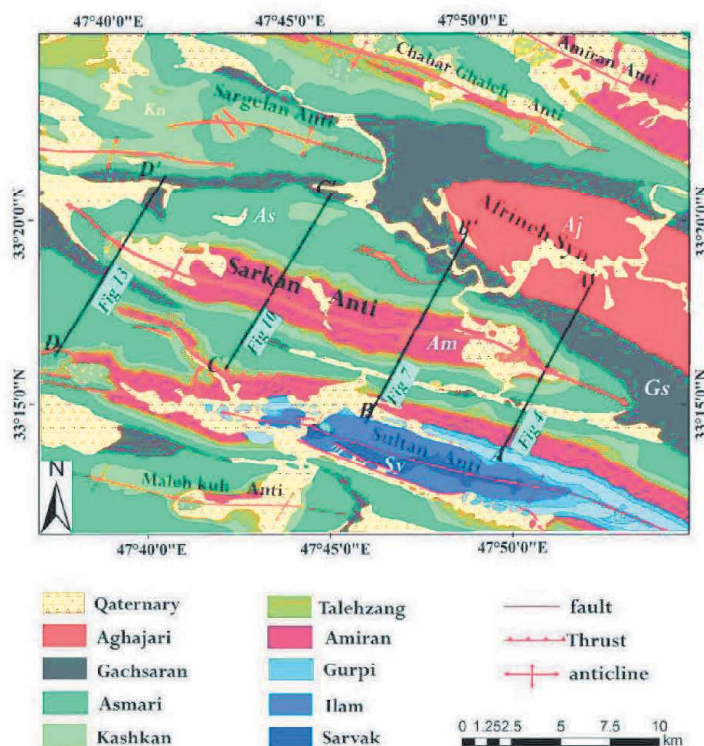 47°40'0"E 47°45'0"E 47°50'0"E
Chahar Ghaleh Anti
Amiran Anti
Kn
Sargelan Anti
D'
C'
33°20'0"N
As
B'
Afrineh Syn
Aj
33°20'0"N
Sarkan Anti
A'
Fig 13
Fig 10
Am
Fig 7
D
C
Gs
33°15'0"N
B
Fig 4
33°15'0"N
Sultan Anti
Sv
N
Maleh kuh Anti
47°40'0"E 47°45'0"E 47°50'0"E
Qaternary
Aghajari
Gachsaran
Asmari
Kashkan
Talehzang
Amiran
Gurpi
Ilam
Sarvak
fault
Thrust
anticline
0 1.252.5 5 7.5 10
km